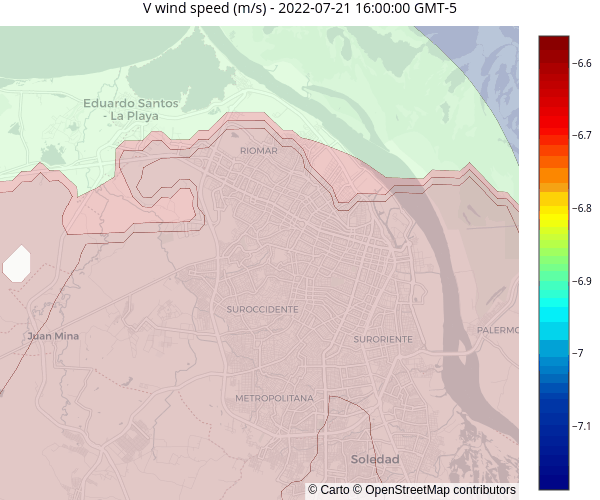 V wind speed (m/s) - 2022-07-21 16:00:00 GMT-5
Eduardo Santos
- La Playa
RIOMAR
SUROCCIDENTE
Juan Mina
SURORIENTE
PALERMO
METROPOLITANA
Soledad
© Carto © OpenStreetMap contributors
−6.6
−6.7
−6.8
−6.9
−7
−7.1